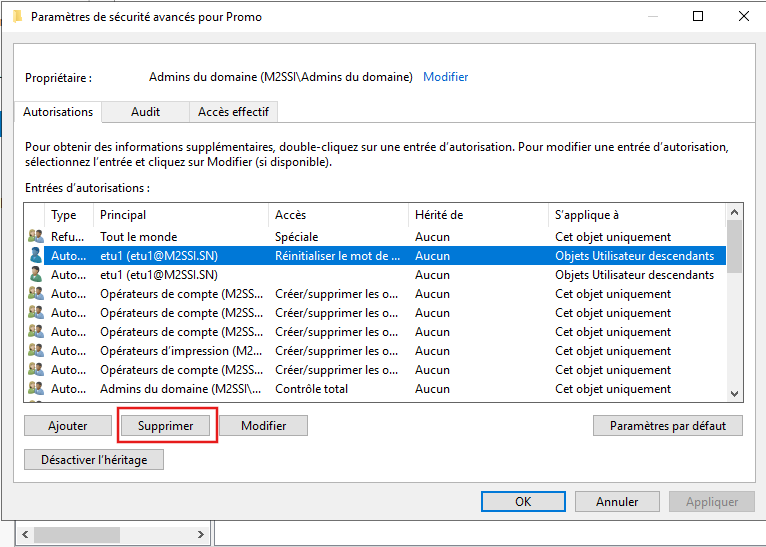 Paramètres de sécurité avancés pour Promo
Propriétaire : Admins du domaine (M2SSI\Admins du domaine) Modifier
Autorisations Audit Accès effectif
Pour obtenir des informations supplémentaires, double-cliquez sur une entrée d’autorisation. Pour modifier une entrée d’autorisation,
sélectionnez l’entrée et cliquez sur Modifier (si disponible).
Entrées d’autorisations :
Type Principal Accès Hérité de S’applique à
Refu... Tout le monde Spéciale Aucun Cet objet uniquement
Auto... etu1 (etu1@M2SSI.SN) Réinitialiser le mot de ... Aucun Objets Utilisateur descendants
Auto... etu1 (etu1@M2SSI.SN) Aucun Objets Utilisateur descendants
Auto... Opérateurs de compte (M2SS... Créer/supprimer les o... Aucun Cet objet uniquement
Auto... Opérateurs de compte (M2SS... Créer/supprimer les o... Aucun Cet objet uniquement
Auto... Opérateurs de compte (M2SS... Créer/supprimer les o... Aucun Cet objet uniquement
Auto... Opérateurs d’impression (M2... Créer/supprimer les o... Aucun Cet objet uniquement
Auto... Opérateurs de compte (M2SS... Créer/supprimer les o... Aucun Cet objet uniquement
Auto... Admins du domaine (M2SSI\... Contrôle total Aucun Cet objet uniquement
Ajouter Supprimer Modifier Paramètres par défaut
Désactiver l’héritage
OK Annuler Appliquer